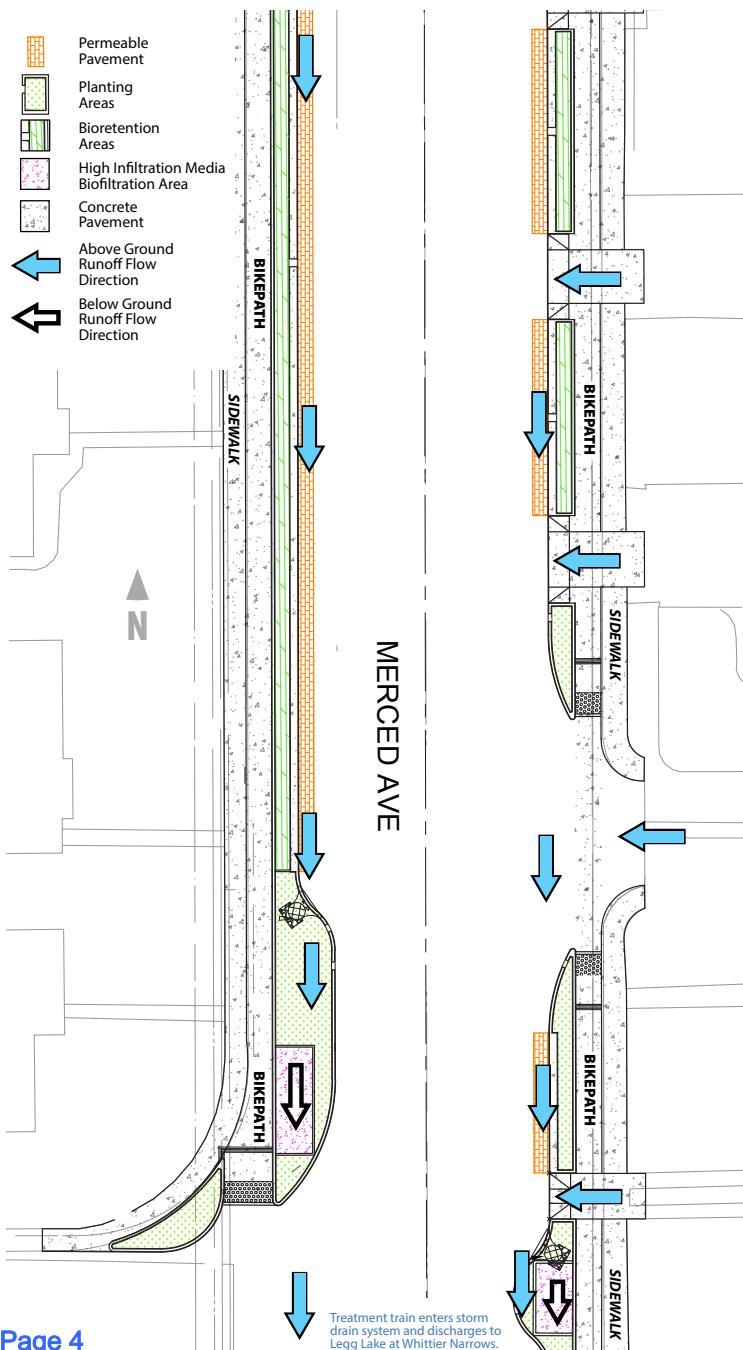 Permeable
Pavement
Planting
Areas
Bioretention
Areas
High Infiltration Media
Biofiltration Area
Concrete
Pavement
Above Ground
Runoff Flow
Direction
Below Ground
Runoff Flow
Direction
BIKEPATH
SIDEWALK
N
MERCED AVE
BIKEPATH
SIDEWALK
BIKEPATH
BIKEPATH
SIDEWALK
Treatment train enters storm
drain system and discharges to
Legg Lake at Whittier Narrows.
Page 4